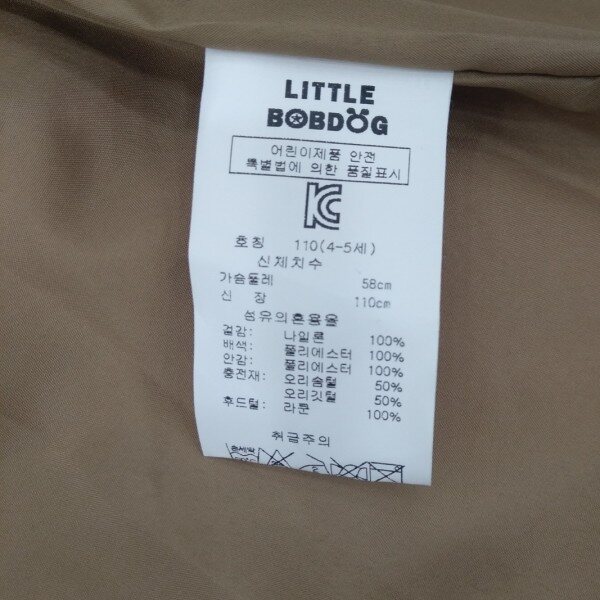 LITTLE
BOBDOG
어린이제품 안전
특별법에 의한 품질표시
KC
호칭 110(4-5세)
신체치수
가슴둘레 58cm
신 장 110cm
섬유의혼용율
겉감: 나일론 100%
배색: 폴리에스터 100%
안감: 폴리에스터 100%
충전재: 오리솜털 50%
오리깃털 50%
후드털: 라쿤 100%
취급주의